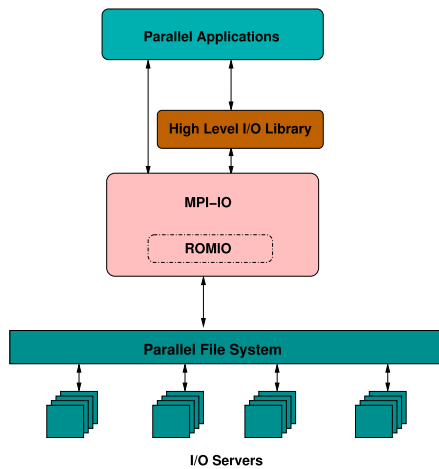 Parallel Applications
High Level I/O Library
MPI−IO
ROMIO
Parallel File System
I/O Servers